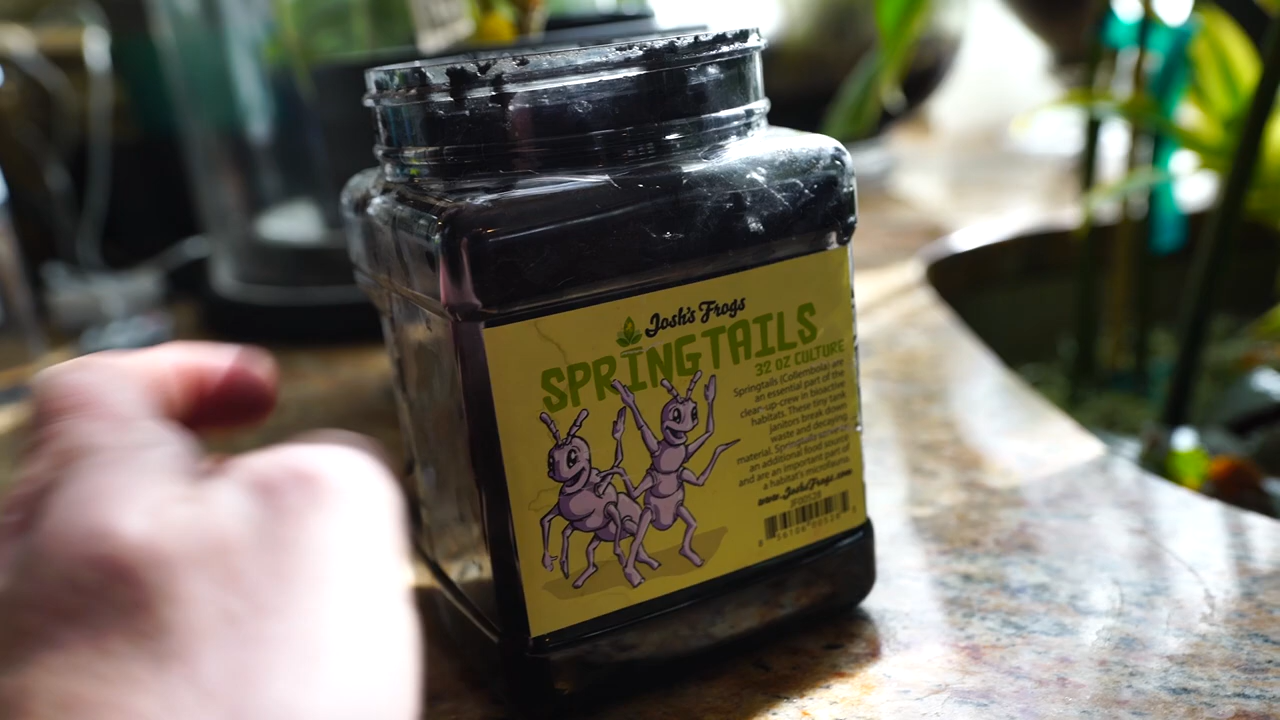 Josh's Frogs
SPRINGTAILS
32 OZ CULTURE
Springtails (Collembola) are
an essential part of the
clean-up-crew in bioactive
habitats. These tiny tank
janitors break down
waste and decaying
material. Springtails
an additional food source
and are an important part of
a habitat's microfauna.
www.JoshsFrogs.com
JF00528